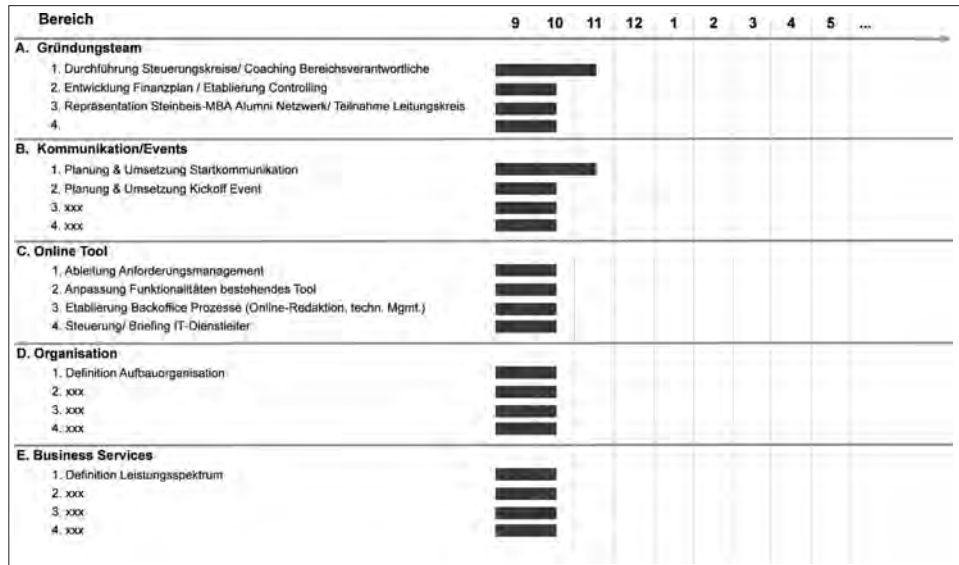 Bereich 9 10 11 12 1 2 3 4 5 ...
A. Gründungsteam
1. Durchführung Steuerungskreise/ Coaching Bereichsverantwortliche
2. Entwicklung Finanzplan / Etablierung Controlling
3. Repräsentation Steinbeis-MBA Alumni Netzwerk/ Teilnahme Leitungskreis
4.
B. Kommunikation/Events
1. Planung & Umsetzung Startkommunikation
2. Planung & Umsetzung Kickoff Event
3. xxx
4. xxx
C. Online Tool
1. Ableitung Anforderungsmanagement
2. Anpassung Funktionalitäten bestehendes Tool
3. Etablierung Backoffice Prozesse (Online-Redaktion, techn. Mgmt.)
4. Steuerung/ Briefing IT-Dienstleiter
D. Organisation
1. Definition Aufbauorganisation
2. xxx
3. xxx
4. xxx
E. Business Services
1. Definition Leistungsspektrum
2. xxx
3. xxx
4. xxx